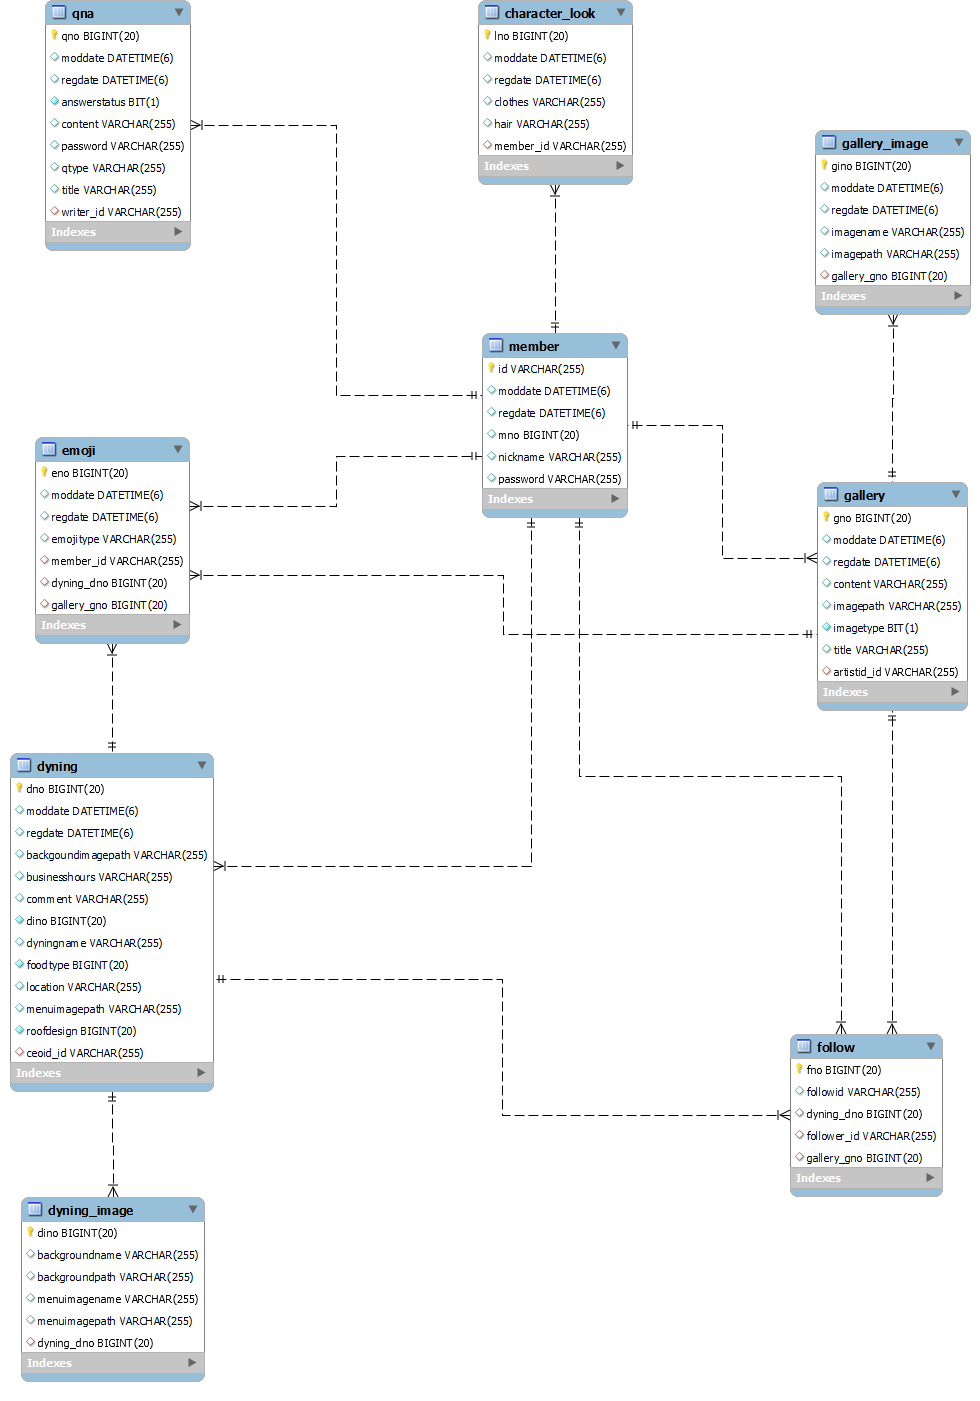 qna
qno BIGINT(20)
moddate DATETIME(6)
regdate DATETIME(6)
answerstatus BIT(1)
content VARCHAR(255)
password VARCHAR(255)
qtype VARCHAR(255)
title VARCHAR(255)
writer_id VARCHAR(255)
Indexes
character_look
lno BIGINT(20)
moddate DATETIME(6)
regdate DATETIME(6)
clothes VARCHAR(255)
hair VARCHAR(255)
member_id VARCHAR(255)
Indexes
gallery_image
gino BIGINT(20)
moddate DATETIME(6)
regdate DATETIME(6)
imagename VARCHAR(255)
imagepath VARCHAR(255)
gallery_gno BIGINT(20)
Indexes
member
id VARCHAR(255)
moddate DATETIME(6)
regdate DATETIME(6)
mno BIGINT(20)
nickname VARCHAR(255)
password VARCHAR(255)
Indexes
emoji
eno BIGINT(20)
moddate DATETIME(6)
regdate DATETIME(6)
emojitype VARCHAR(255)
member_id VARCHAR(255)
dyning_dno BIGINT(20)
gallery_gno BIGINT(20)
Indexes
gallery
gno BIGINT(20)
moddate DATETIME(6)
regdate DATETIME(6)
content VARCHAR(255)
imagepath VARCHAR(255)
imagetype BIT(1)
title VARCHAR(255)
artistid_id VARCHAR(255)
Indexes
dyning
dno BIGINT(20)
moddate DATETIME(6)
regdate DATETIME(6)
backgoundimagepath VARCHAR(255)
businesshours VARCHAR(255)
comment VARCHAR(255)
dino BIGINT(20)
dyningname VARCHAR(255)
foodtype BIGINT(20)
location VARCHAR(255)
menuimagepath VARCHAR(255)
roofdesign BIGINT(20)
ceoid_id VARCHAR(255)
Indexes
follow
fno BIGINT(20)
followid VARCHAR(255)
dyning_dno BIGINT(20)
follower_id VARCHAR(255)
gallery_gno BIGINT(20)
Indexes
dyning_image
dino BIGINT(20)
backgroundname VARCHAR(255)
backgroundpath VARCHAR(255)
menuimagename VARCHAR(255)
menuimagepath VARCHAR(255)
dyning_dno BIGINT(20)
Indexes